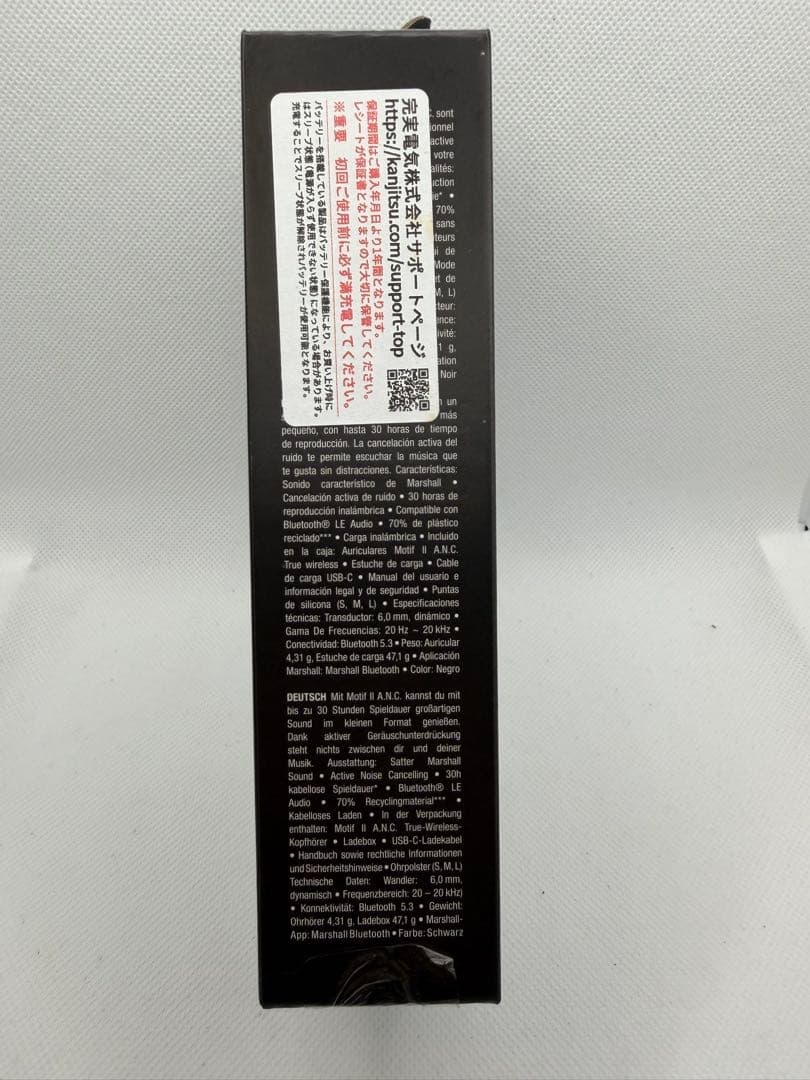 完実電気株式会社サポートページ
https://kanjitsu.com/support-top
保証期間はご購入年月日より1年間となります。
レシートが保証書となりますので大切に保管してください。
※重要　初回ご使用前に必ず満充電してください。
バッテリーを搭載している製品はバッテリー保護機能により、お買い上げ時に
はスリープ状態(電源が入らず使用できない状態)になっている場合があります。
充電することでスリープ状態が解除されバッテリーが使用可能となります。
sont
active
votre
70%
sans
de
Mode
et de
M, L)
1 g,
Noir
un
más
pequeño, con hasta 30 horas de tiempo
de reproducción. La cancelación activa del
ruido te permite escuchar la música que
te gusta sin distracciones. Características:
Sonido característico de Marshall •
Cancelación activa de ruido • 30 horas de
reproducción inalámbrica • Compatible con
Bluetooth® LE Audio • 70% de plástico
reciclado*** • Carga inalámbrica • Incluido
en la caja: Auriculares Motif II A.N.C.
True wireless • Estuche de carga • Cable
de carga USB-C • Manual del usuario e
información legal y de seguridad • Puntas
de silicona (S, M, L) • Especificaciones
técnicas: Transductor: 6,0 mm, dinámico •
Gama De Frecuencias: 20 Hz ~ 20 kHz •
Conectividad: Bluetooth 5.3 • Peso: Auricular
4,31 g, Estuche de carga 47,1 g • Aplicación
Marshall: Marshall Bluetooth • Color: Negro
DEUTSCH Mit Motif II A.N.C. kannst du mit
bis zu 30 Stunden Spieldauer großartigen
Sound im kleinen Format genießen.
Dank aktiver Geräuschunterdrückung
steht nichts zwischen dir und deiner
Musik. Ausstattung: Satter Marshall
Sound • Active Noise Cancelling • 30h
kabellose Spieldauer* • Bluetooth® LE
Audio • 70% Recyclingmaterial*** •
Kabelloses Laden • In der Verpackung
enthalten: Motif II A.N.C. True-Wireless-
Kopfhörer • Ladebox • USB-C-Ladekabel
• Handbuch sowie rechtliche Informationen
und Sicherheitshinweise • Ohrpolster (S, M, L)
Technische Daten: Wandler: 6,0 mm,
dynamisch • Frequenzbereich: 20 – 20 kHz)
• Konnektivität: Bluetooth 5.3 • Gewicht:
Ohrhörer 4,31 g, Ladebox 47,1 g • Marshall-
App: Marshall Bluetooth • Farbe: Schwarz